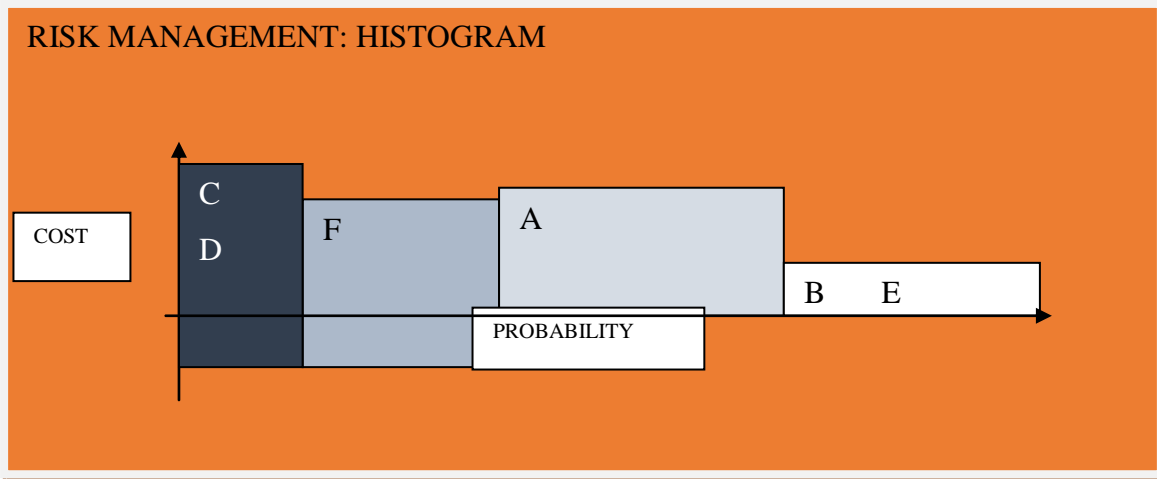 RISK MANAGEMENT: HISTOGRAM
C
D
F
A
COST
B E
PROBABILITY